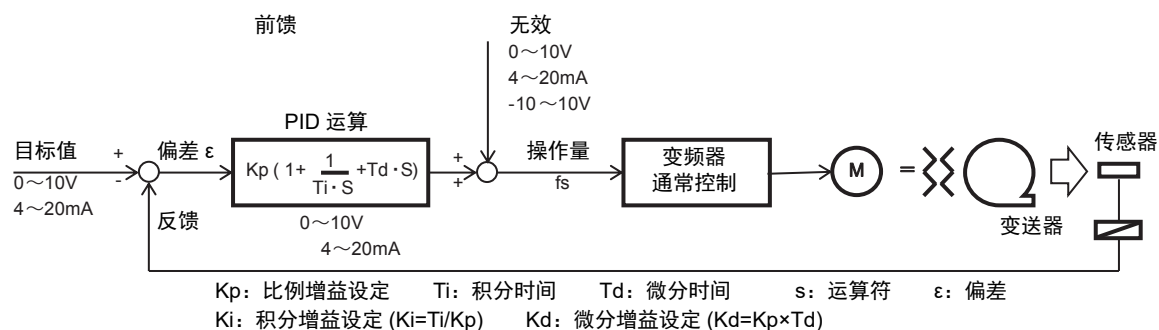 前馈
无效
0～10V
4～20mA
-10～10V
PID 运算
目标值
+
-
0～10V
4～20mA
偏差 ε
反馈
Kp ( 1+ 1/Ti · S +Td · S)
0～10V
4～20mA
+
+
操作量
fs
变频器
通常控制
M
=
传感器
变送器
Kp：比例增益设定 Ti：积分时间 Td：微分时间 s：运算符 ε：偏差
Ki：积分增益设定 (Ki=Ti/Kp) Kd：微分增益设定 (Kd=Kp×Td)